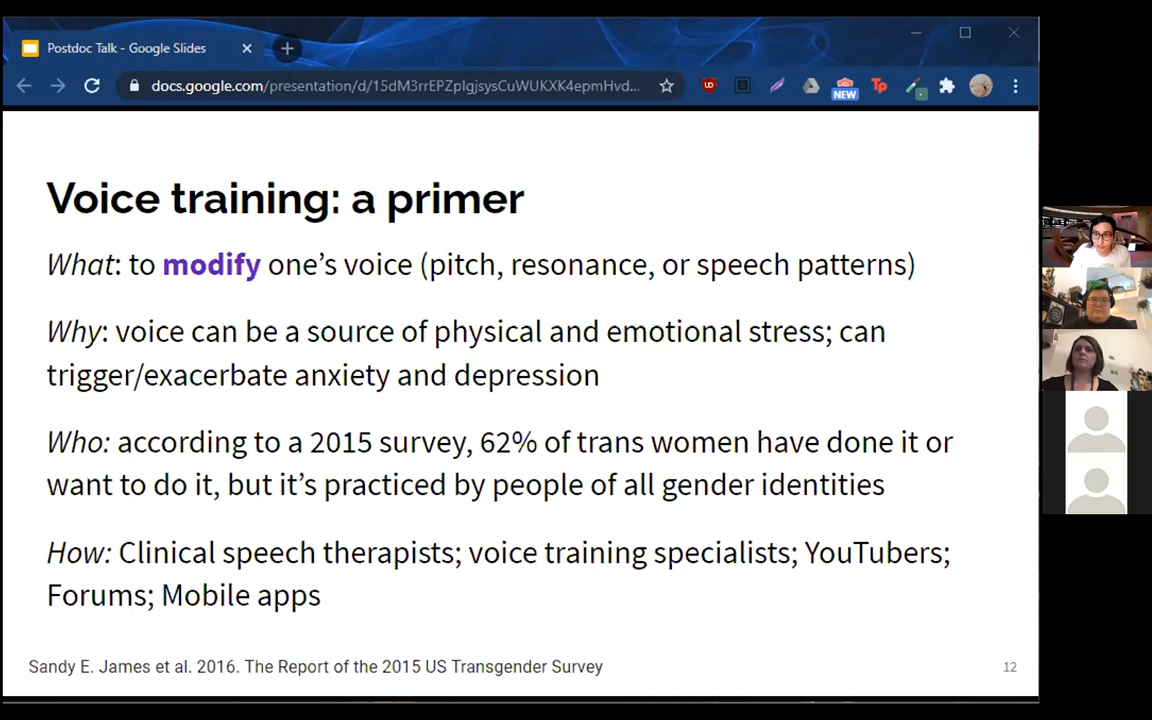 Postdoc Talk - Google Slides
docs.google.com/presentation/d/15dM3rrEPZpIgjsysCuWUKXK4epmHvd...
NEW
Tp
Voice training: a primer
What: to modify one's voice (pitch, resonance, or speech patterns)
Why: voice can be a source of physical and emotional stress; can
trigger/exacerbate anxiety and depression
Who: according to a 2015 survey, 62% of trans women have done it or
want to do it, but it's practiced by people of all gender identities
How: Clinical speech therapists; voice training specialists; YouTubers;
Forums; Mobile apps
Sandy E. James et al. 2016. The Report of the 2015 US Transgender Survey
12